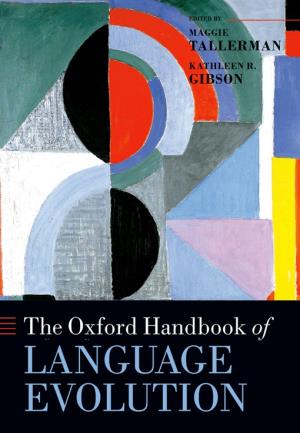 EDITED BY
MAGGIE
TALLERMAN
KATHLEEN R.
GIBSON
The Oxford Handbook of
LANGUAGE
EVOLUTION